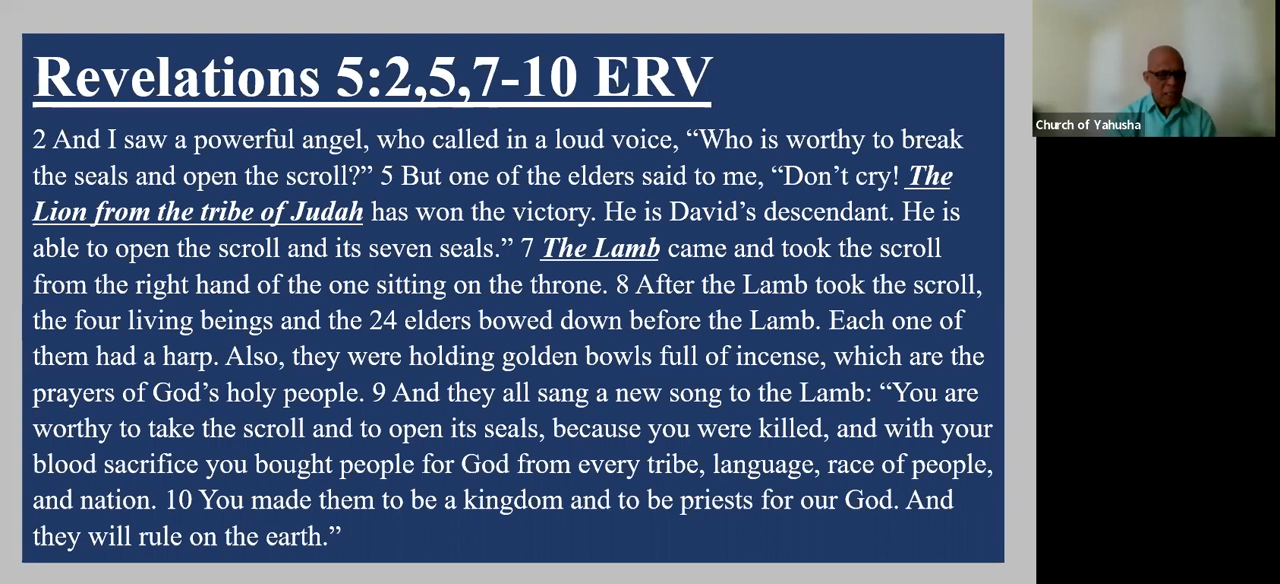 Revelations 5:2,5,7-10 ERV
2 And I saw a powerful angel, who called in a loud voice, “Who is worthy to break
the seals and open the scroll?” 5 But one of the elders said to me, “Don’t cry! The
Lion from the tribe of Judah has won the victory. He is David’s descendant. He is
able to open the scroll and its seven seals.” 7 The Lamb came and took the scroll
from the right hand of the one sitting on the throne. 8 After the Lamb took the scroll,
the four living beings and the 24 elders bowed down before the Lamb. Each one of
them had a harp. Also, they were holding golden bowls full of incense, which are the
prayers of God’s holy people. 9 And they all sang a new song to the Lamb: “You are
worthy to take the scroll and to open its seals, because you were killed, and with your
blood sacrifice you bought people for God from every tribe, language, race of people,
and nation. 10 You made them to be a kingdom and to be priests for our God. And
they will rule on the earth.”
Church of Yahusha